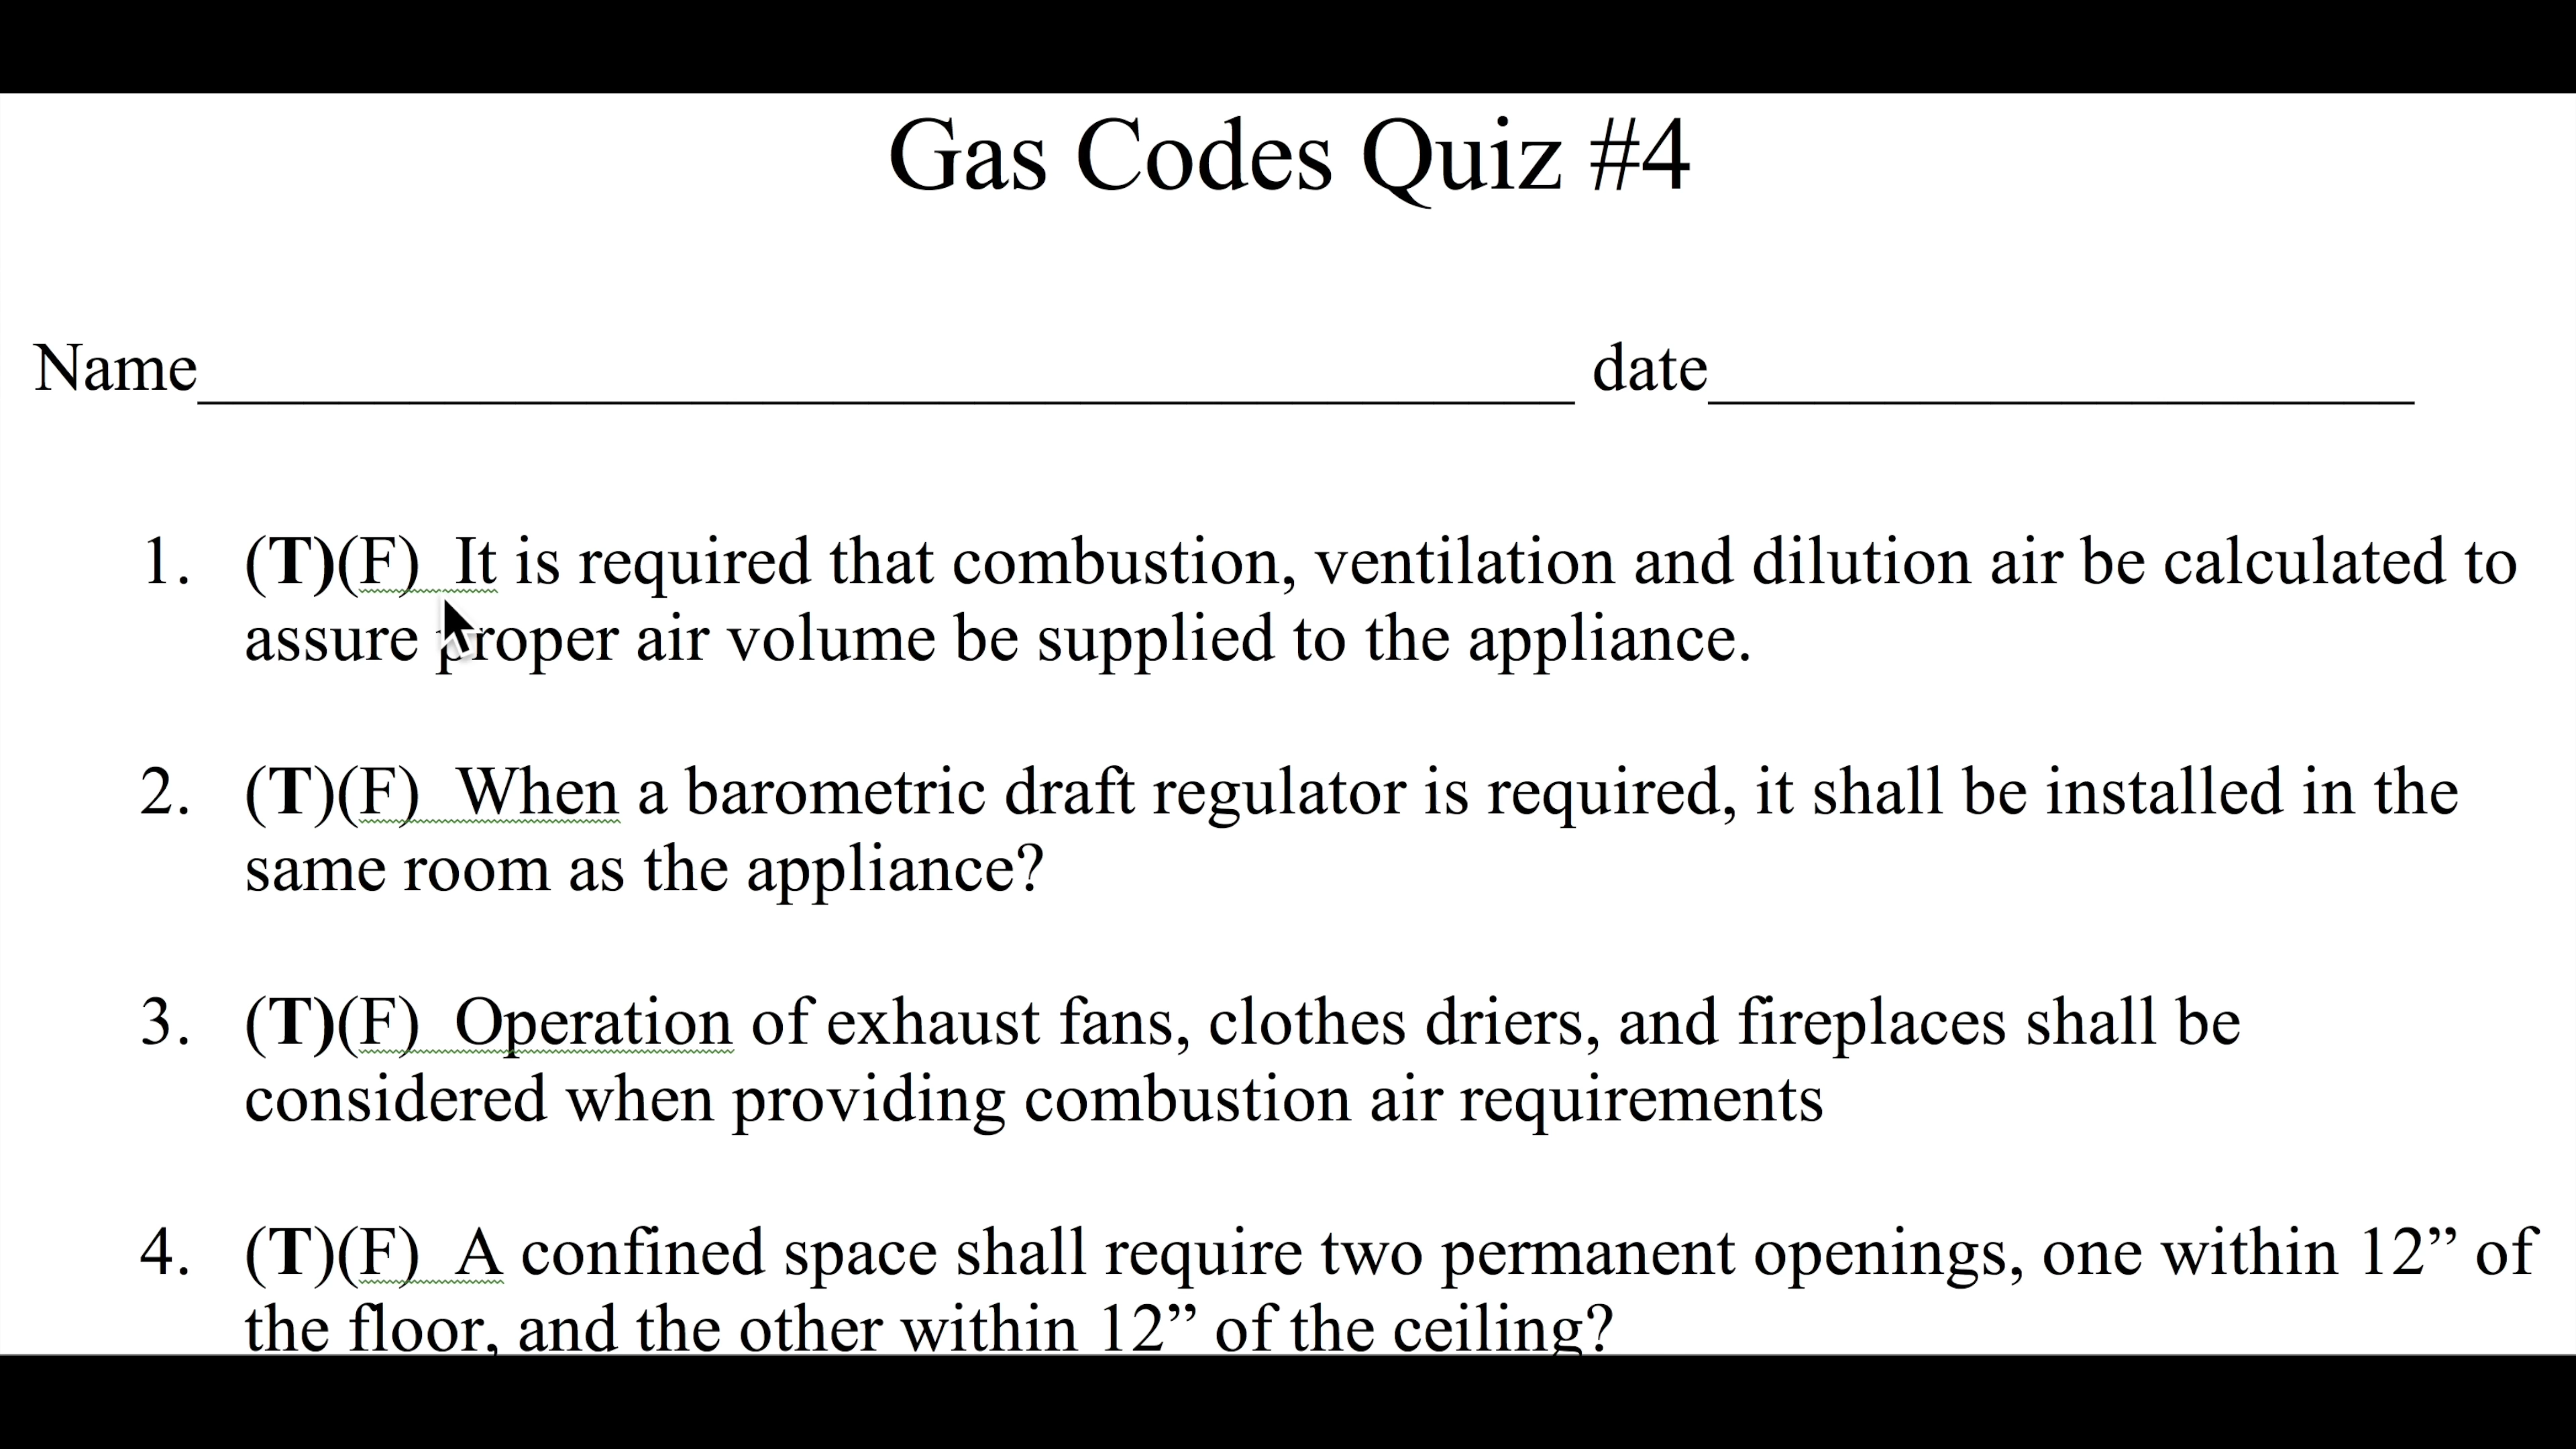 Gas Codes Quiz #4
Name_______________________________________ date____________________
1. (T)(F) It is required that combustion, ventilation and dilution air be calculated to
assure proper air volume be supplied to the appliance.
2. (T)(F) When a barometric draft regulator is required, it shall be installed in the
same room as the appliance?
3. (T)(F) Operation of exhaust fans, clothes driers, and fireplaces shall be
considered when providing combustion air requirements
4. (T)(F) A confined space shall require two permanent openings, one within 12” of
the floor, and the other within 12” of the ceiling?